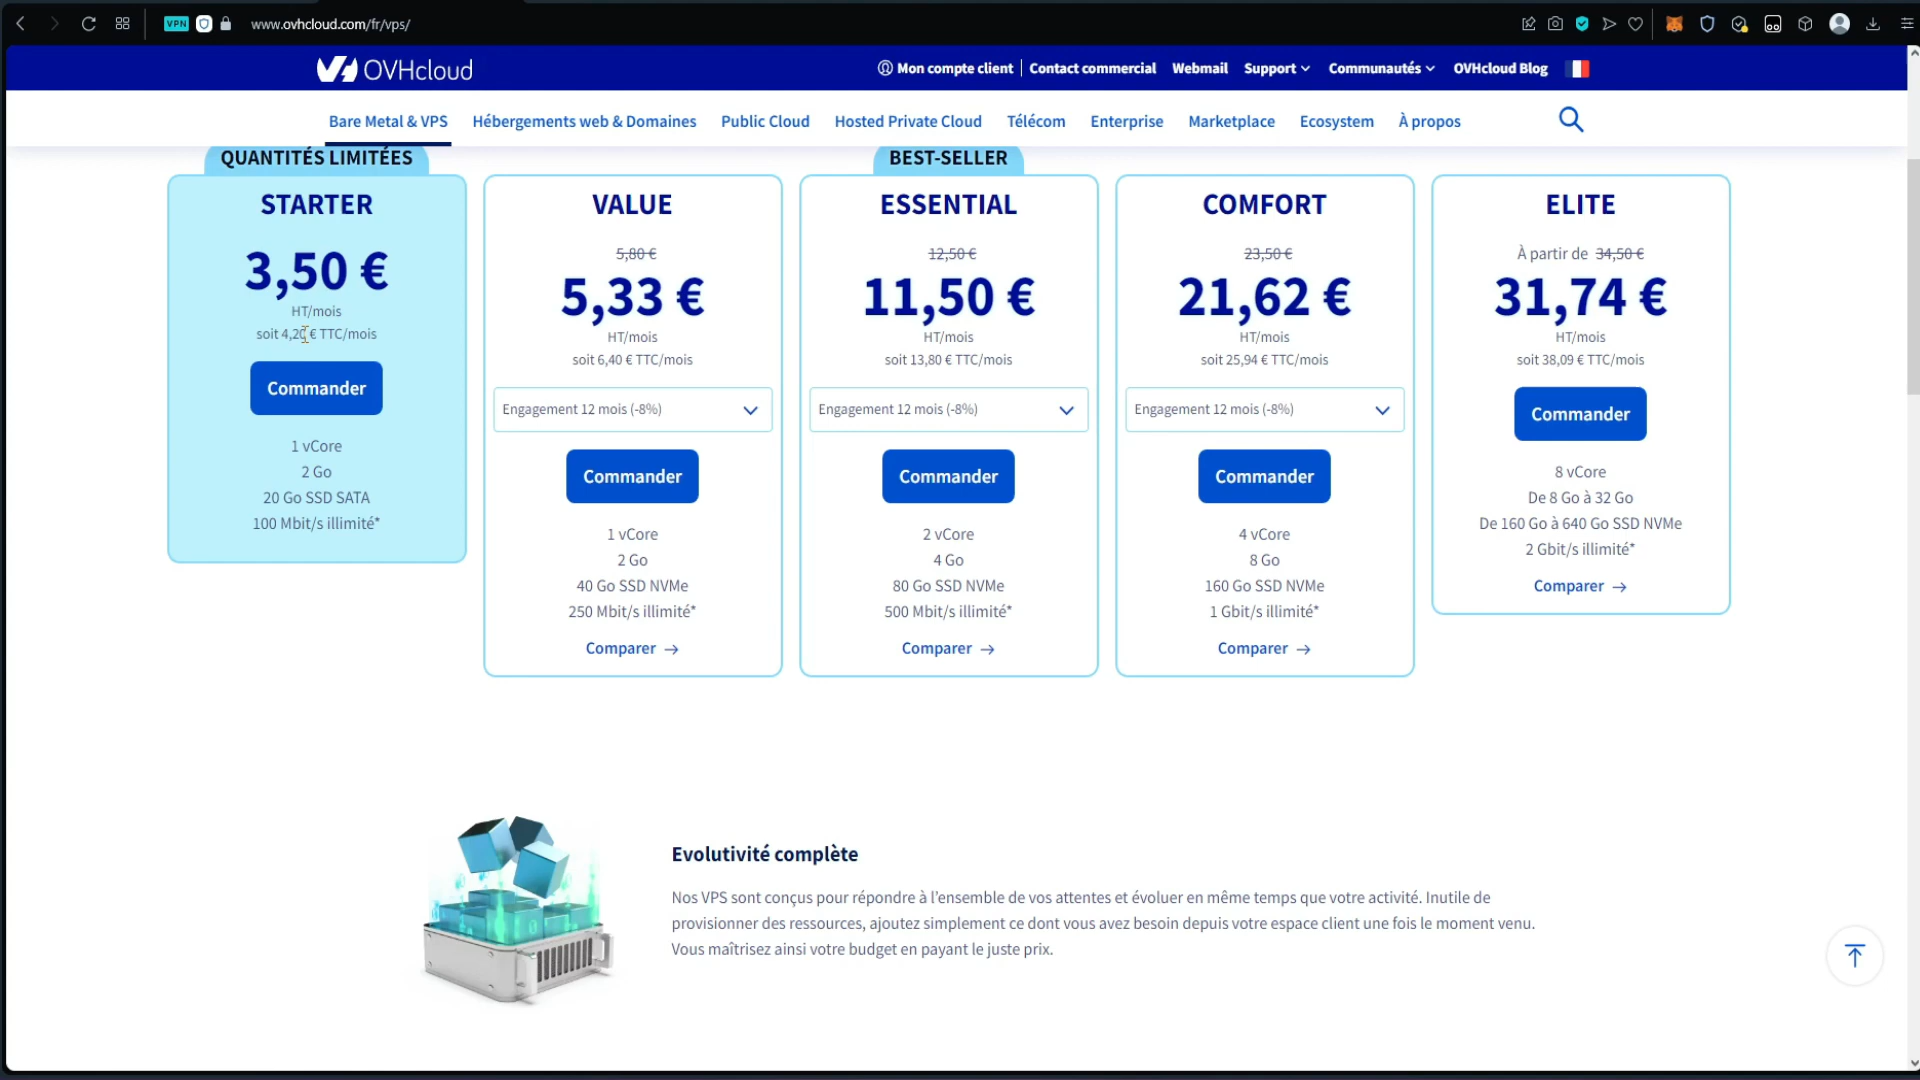 VPN
www.ovhcloud.com/fr/vps/
OVHcloud
Mon compte client
Contact commercial
Webmail
Support
Communautés
OVHcloud Blog
Bare Metal & VPS
Hébergements web & Domaines
Public Cloud
Hosted Private Cloud
Télécom
Enterprise
Marketplace
Ecosystem
À propos
QUANTITÉS LIMITÉES
STARTER
3,50 €
HT/mois
soit 4,20 € TTC/mois
Commander
1 vCore
2 Go
20 Go SSD SATA
100 Mbit/s illimité*
VALUE
5,80 €
5,33 €
HT/mois
soit 6,40 € TTC/mois
Engagement 12 mois (-8%)
Commander
1 vCore
2 Go
40 Go SSD NVMe
250 Mbit/s illimité*
Comparer →
BEST-SELLER
ESSENTIAL
12,50 €
11,50 €
HT/mois
soit 13,80 € TTC/mois
Engagement 12 mois (-8%)
Commander
2 vCore
4 Go
80 Go SSD NVMe
500 Mbit/s illimité*
Comparer →
COMFORT
23,50 €
21,62 €
HT/mois
soit 25,94 € TTC/mois
Engagement 12 mois (-8%)
Commander
4 vCore
8 Go
160 Go SSD NVMe
1 Gbit/s illimité*
Comparer →
ELITE
À partir de 34,50 €
31,74 €
HT/mois
soit 38,09 € TTC/mois
Commander
8 vCore
De 8 Go à 32 Go
De 160 Go à 640 Go SSD NVMe
2 Gbit/s illimité*
Comparer →
Evolutivité complète
Nos VPS sont conçus pour répondre à l'ensemble de vos attentes et évoluer en même temps que votre activité. Inutile de
provisionner des ressources, ajoutez simplement ce dont vous avez besoin depuis votre espace client une fois le moment venu.
Vous maîtrisez ainsi votre budget en payant le juste prix.